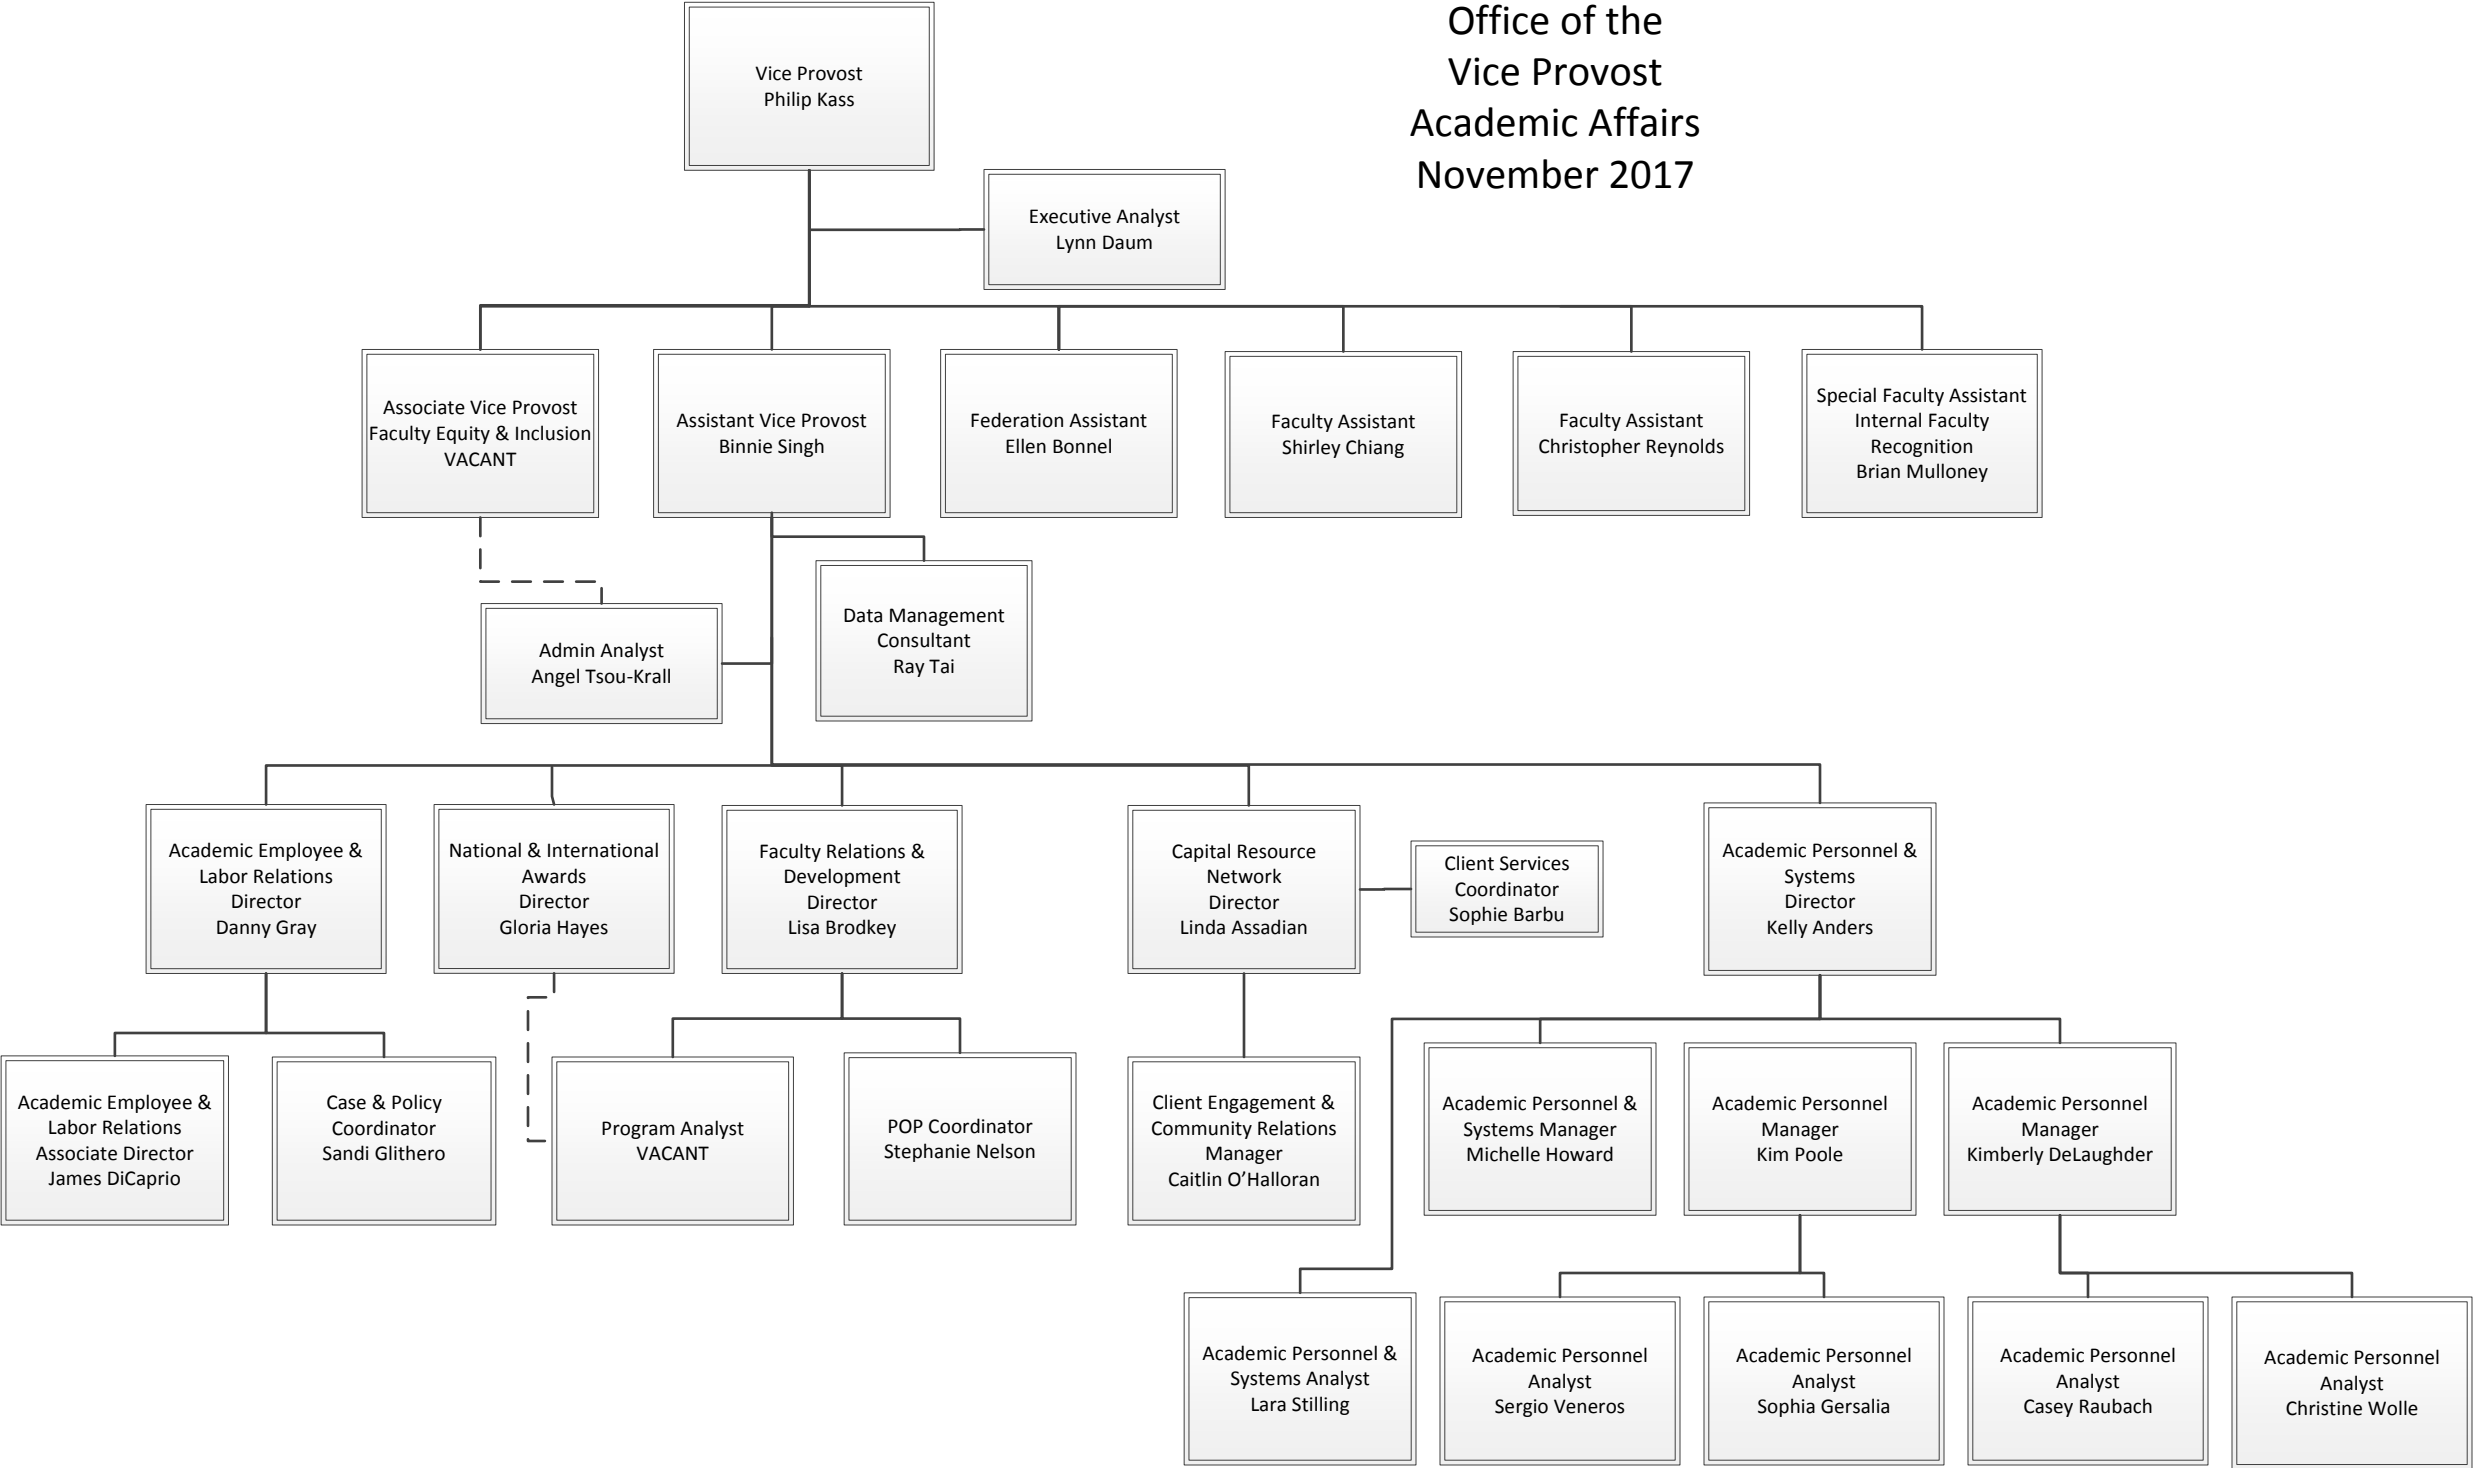 Office of the
Vice Provost
Academic Affairs
November 2017
Vice Provost
Philip Kass
Executive Analyst
Lynn Daum
Associate Vice Provost
Faculty Equity & Inclusion
VACANT
Assistant Vice Provost
Binnie Singh
Federation Assistant
Ellen Bonnel
Faculty Assistant
Shirley Chiang
Faculty Assistant
Christopher Reynolds
Special Faculty Assistant
Internal Faculty
Recognition
Brian Mulloney
Admin Analyst
Angel Tsou-Krall
Data Management
Consultant
Ray Tai
Academic Employee &
Labor Relations
Director
Danny Gray
National & International
Awards
Director
Gloria Hayes
Faculty Relations &
Development
Director
Lisa Brodkey
Capital Resource
Network
Director
Linda Assadian
Client Services
Coordinator
Sophie Barbu
Academic Personnel &
Systems
Director
Kelly Anders
Academic Employee &
Labor Relations
Associate Director
James DiCaprio
Case & Policy
Coordinator
Sandi Glithero
Program Analyst
VACANT
POP Coordinator
Stephanie Nelson
Client Engagement &
Community Relations
Manager
Caitlin O’Halloran
Academic Personnel &
Systems Manager
Michelle Howard
Academic Personnel
Manager
Kim Poole
Academic Personnel
Manager
Kimberly DeLaughder
Academic Personnel &
Systems Analyst
Lara Stilling
Academic Personnel
Analyst
Sergio Veneros
Academic Personnel
Analyst
Sophia Gersalia
Academic Personnel
Analyst
Casey Raubach
Academic Personnel
Analyst
Christine Wolle